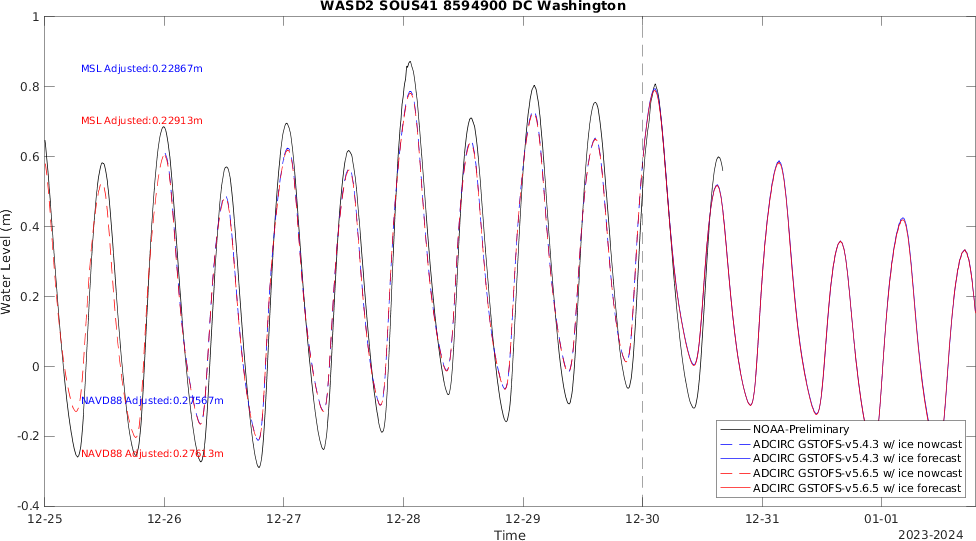 WASD2 SOUS41 8594900 DC Washington
1
0.8
0.6
0.4
0.2
0
-0.2
-0.4
Water Level (m)
MSL Adjusted:0.22867m
MSL Adjusted:0.22913m
NAVD88 Adjusted:0.27567m
NAVD88 Adjusted:0.27613m
NOAA-Preliminary
ADCIRC GSTOFS-v5.4.3 w/ ice nowcast
ADCIRC GSTOFS-v5.4.3 w/ ice forecast
ADCIRC GSTOFS-v5.6.5 w/ ice nowcast
ADCIRC GSTOFS-v5.6.5 w/ ice forecast
12-25 12-26 12-27 12-28 12-29 12-30 12-31 01-01
Time
2023-2024